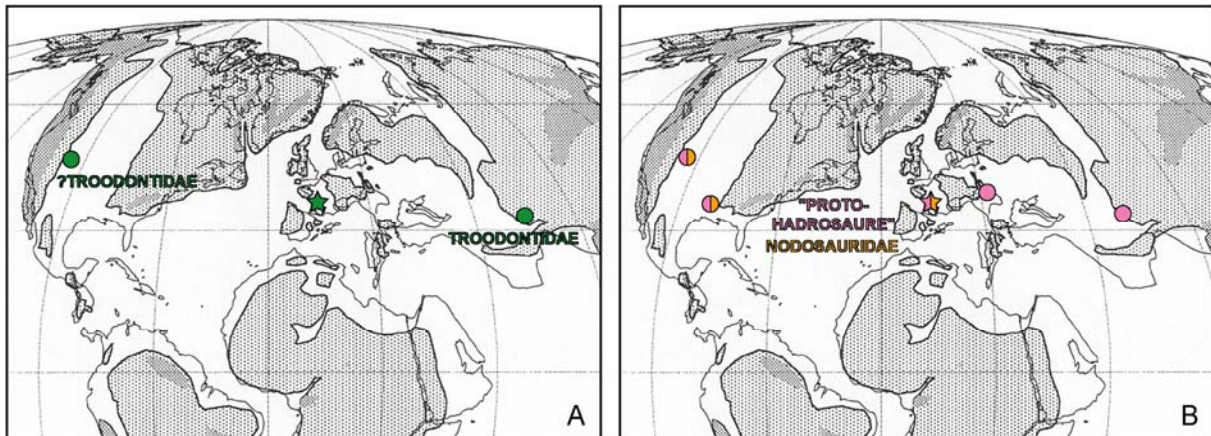 ?TROODONTIDAE
TROODONTIDAE
A
"PROTO-
HADROSAURE"
NODOSAURIDAE
B